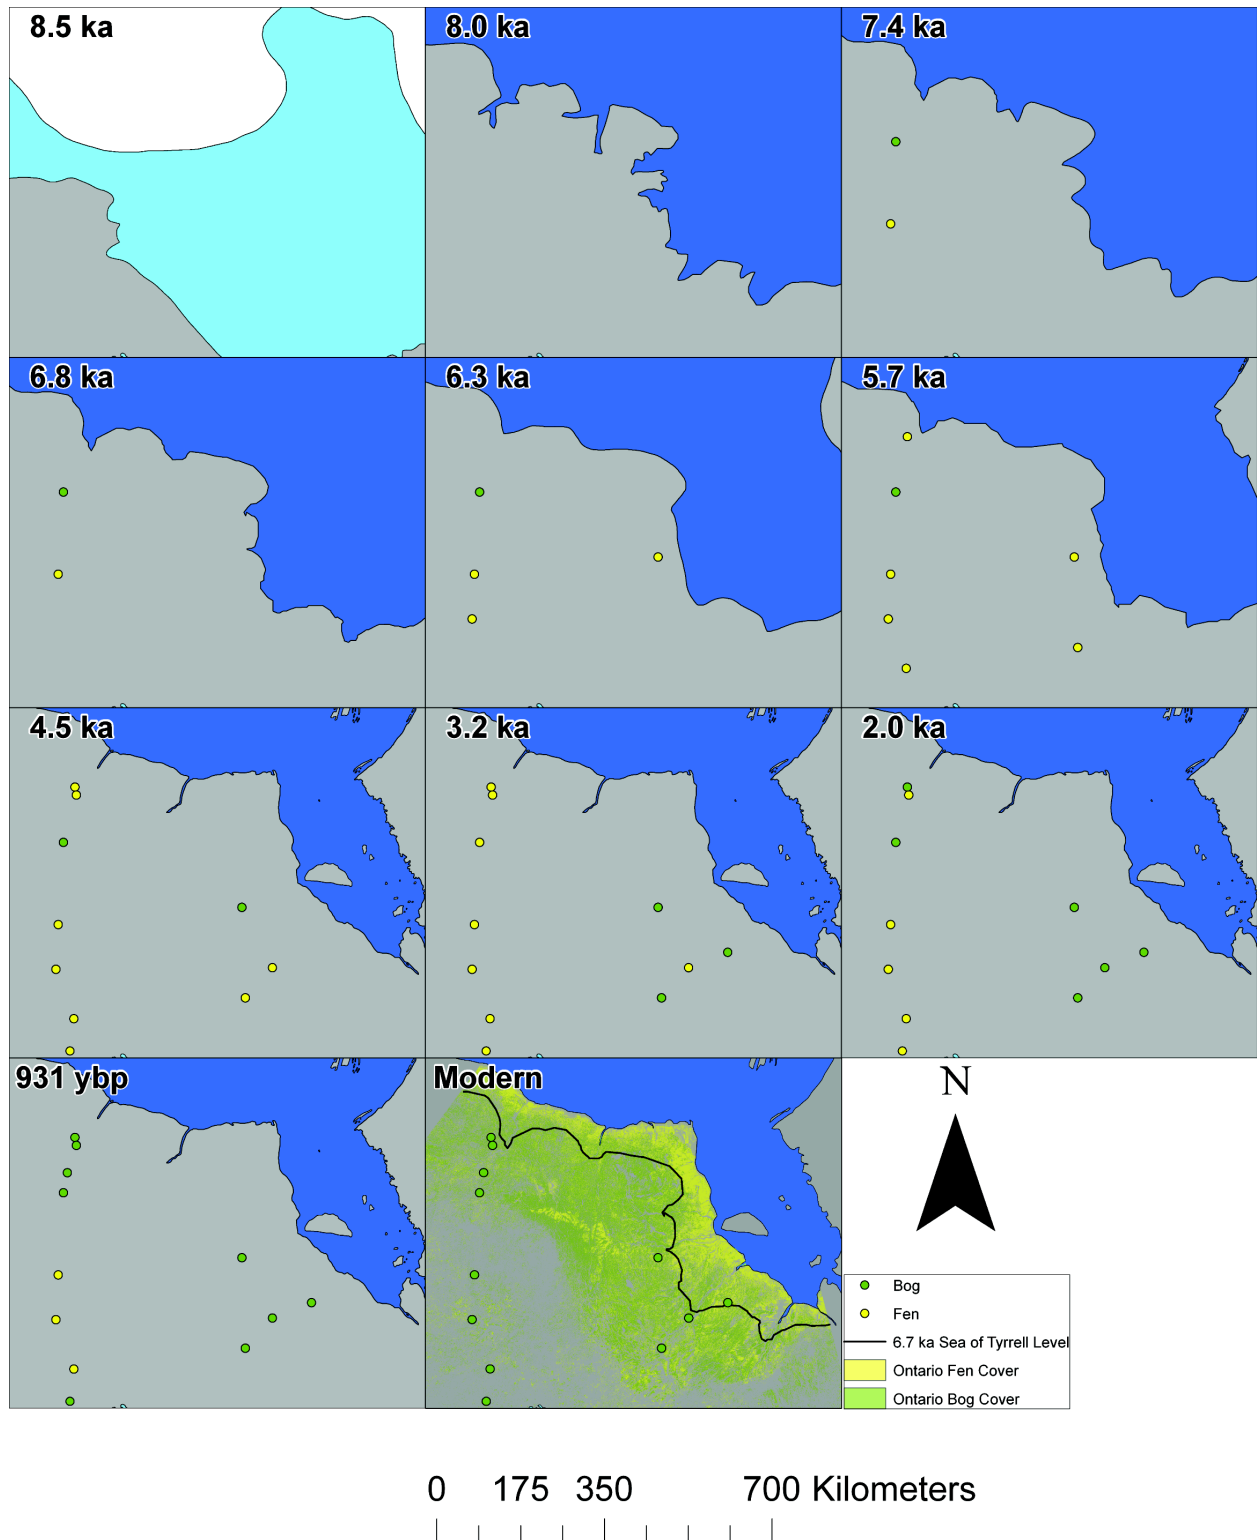 8.5 ka
8.0 ka
7.4 ka
6.8 ka
6.3 ka
5.7 ka
4.5 ka
3.2 ka
2.0 ka
931 ybp
Modern
N
Bog
Fen
6.7 ka Sea of Tyrrell Level
Ontario Fen Cover
Ontario Bog Cover
0 175 350 700 Kilometers